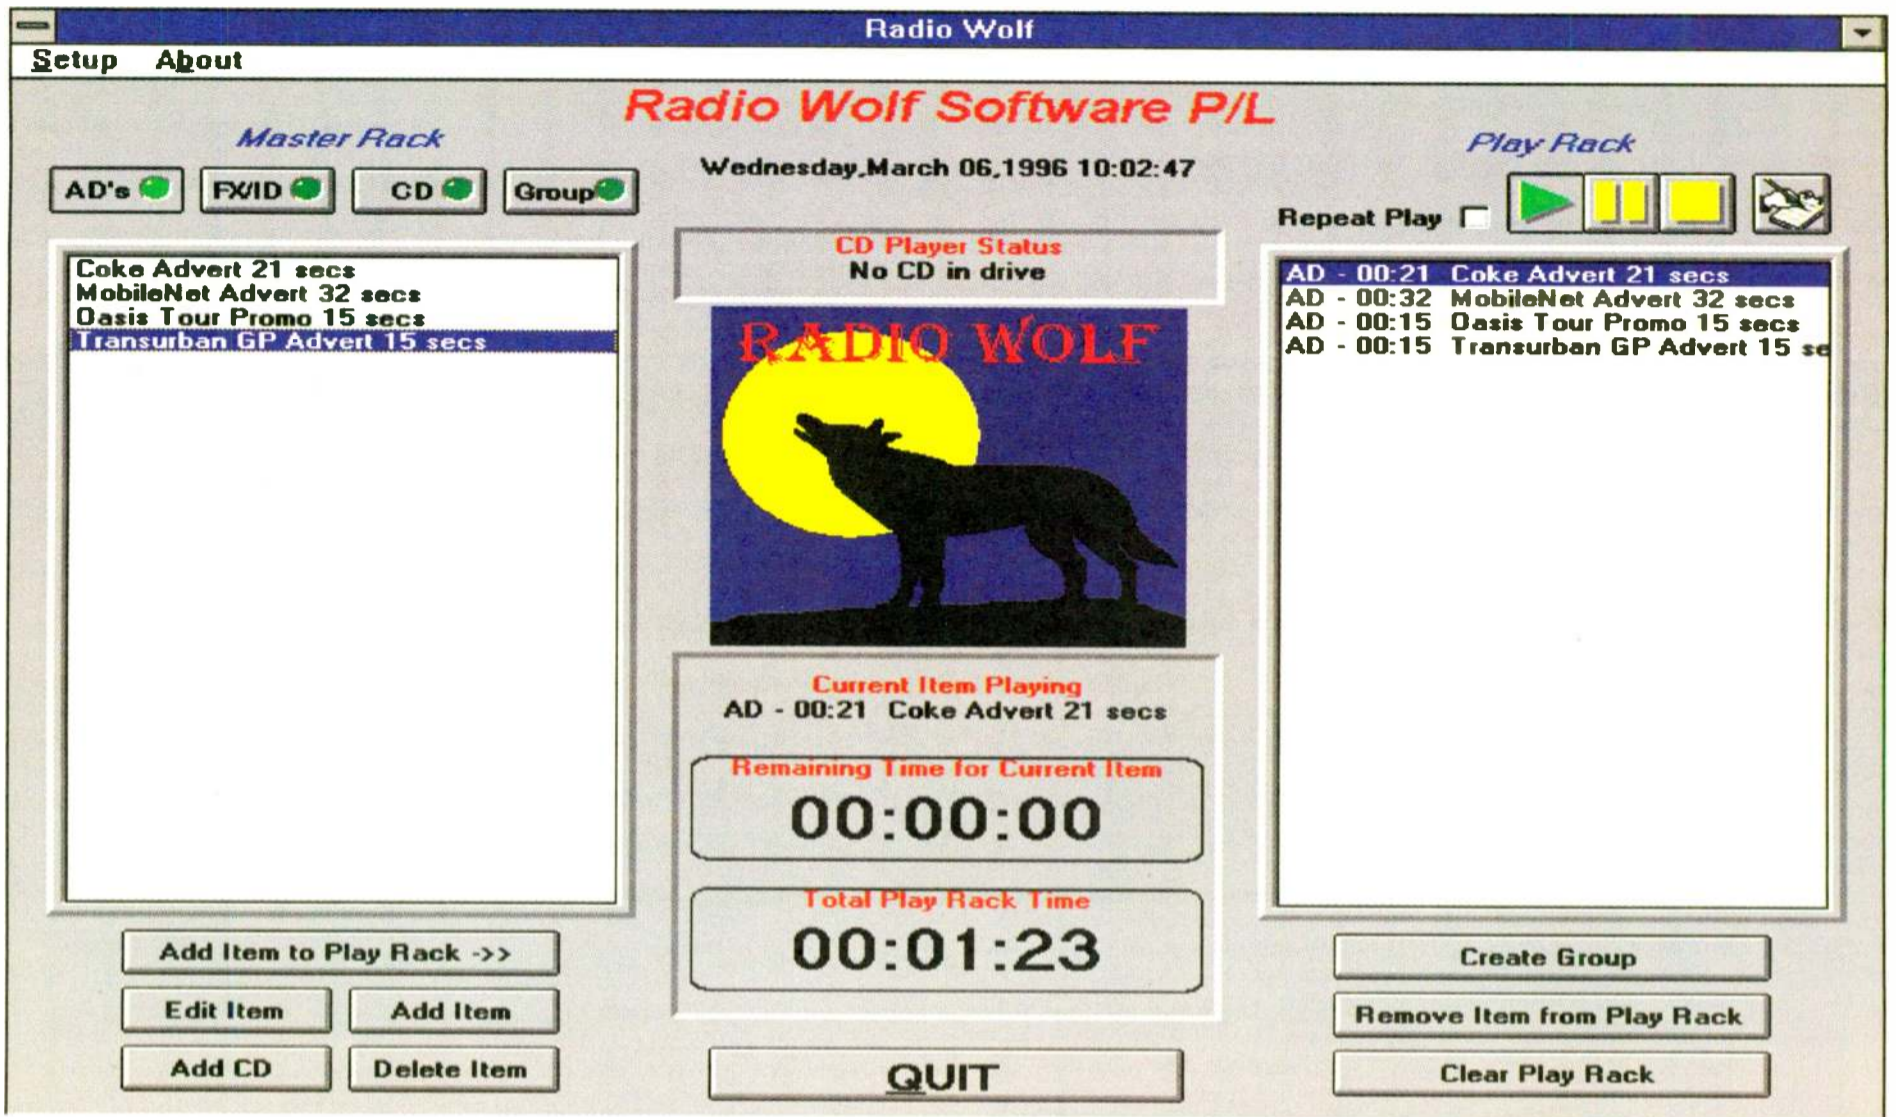 Radio Wolf
Setup About
Radio Wolf Software P/L
Master Rack
AD's FX/ID CD Group
Coke Advert 21 secs
MobileNet Advert 32 secs
Oasis Tour Promo 15 secs
Transurban GP Advert 15 secs
Add Item to Play Rack ->>
Edit Item Add Item
Add CD Delete Item
Wednesday,March 06,1996 10:02:47
CD Player Status
No CD in drive
RADIO WOLF
Current Item Playing
AD - 00:21 Coke Advert 21 secs
Remaining Time for Current Item
00:00:00
Total Play Rack Time
00:01:23
QUIT
Play Rack
Repeat Play
AD - 00:21 Coke Advert 21 secs
AD - 00:32 MobileNet Advert 32 secs
AD - 00:15 Oasis Tour Promo 15 secs
AD - 00:15 Transurban GP Advert 15 se
Create Group
Remove Item from Play Rack
Clear Play Rack